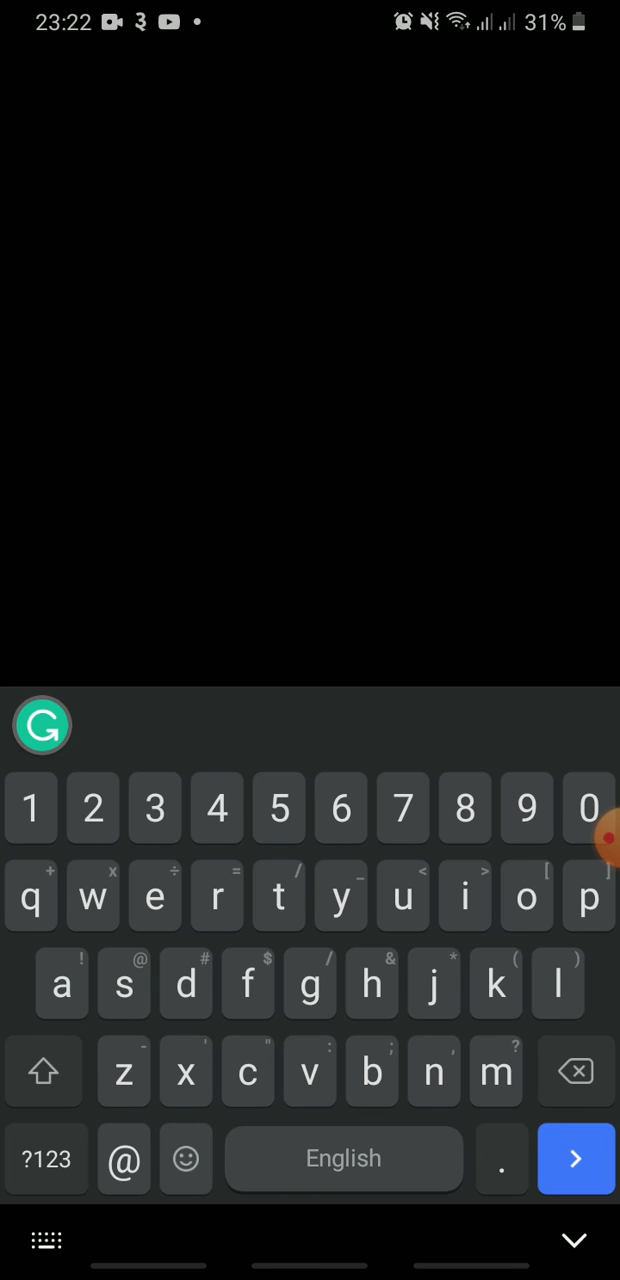 23:22 31%
1 2 3 4 5 6 7 8 9 0
+ x ÷ = / _ < > [ ]
q w e r t y u i o p
! @ # $ / & * ( )
a s d f g h j k l
- ' " : ; , ?
z x c v b n m
?123 @ English .